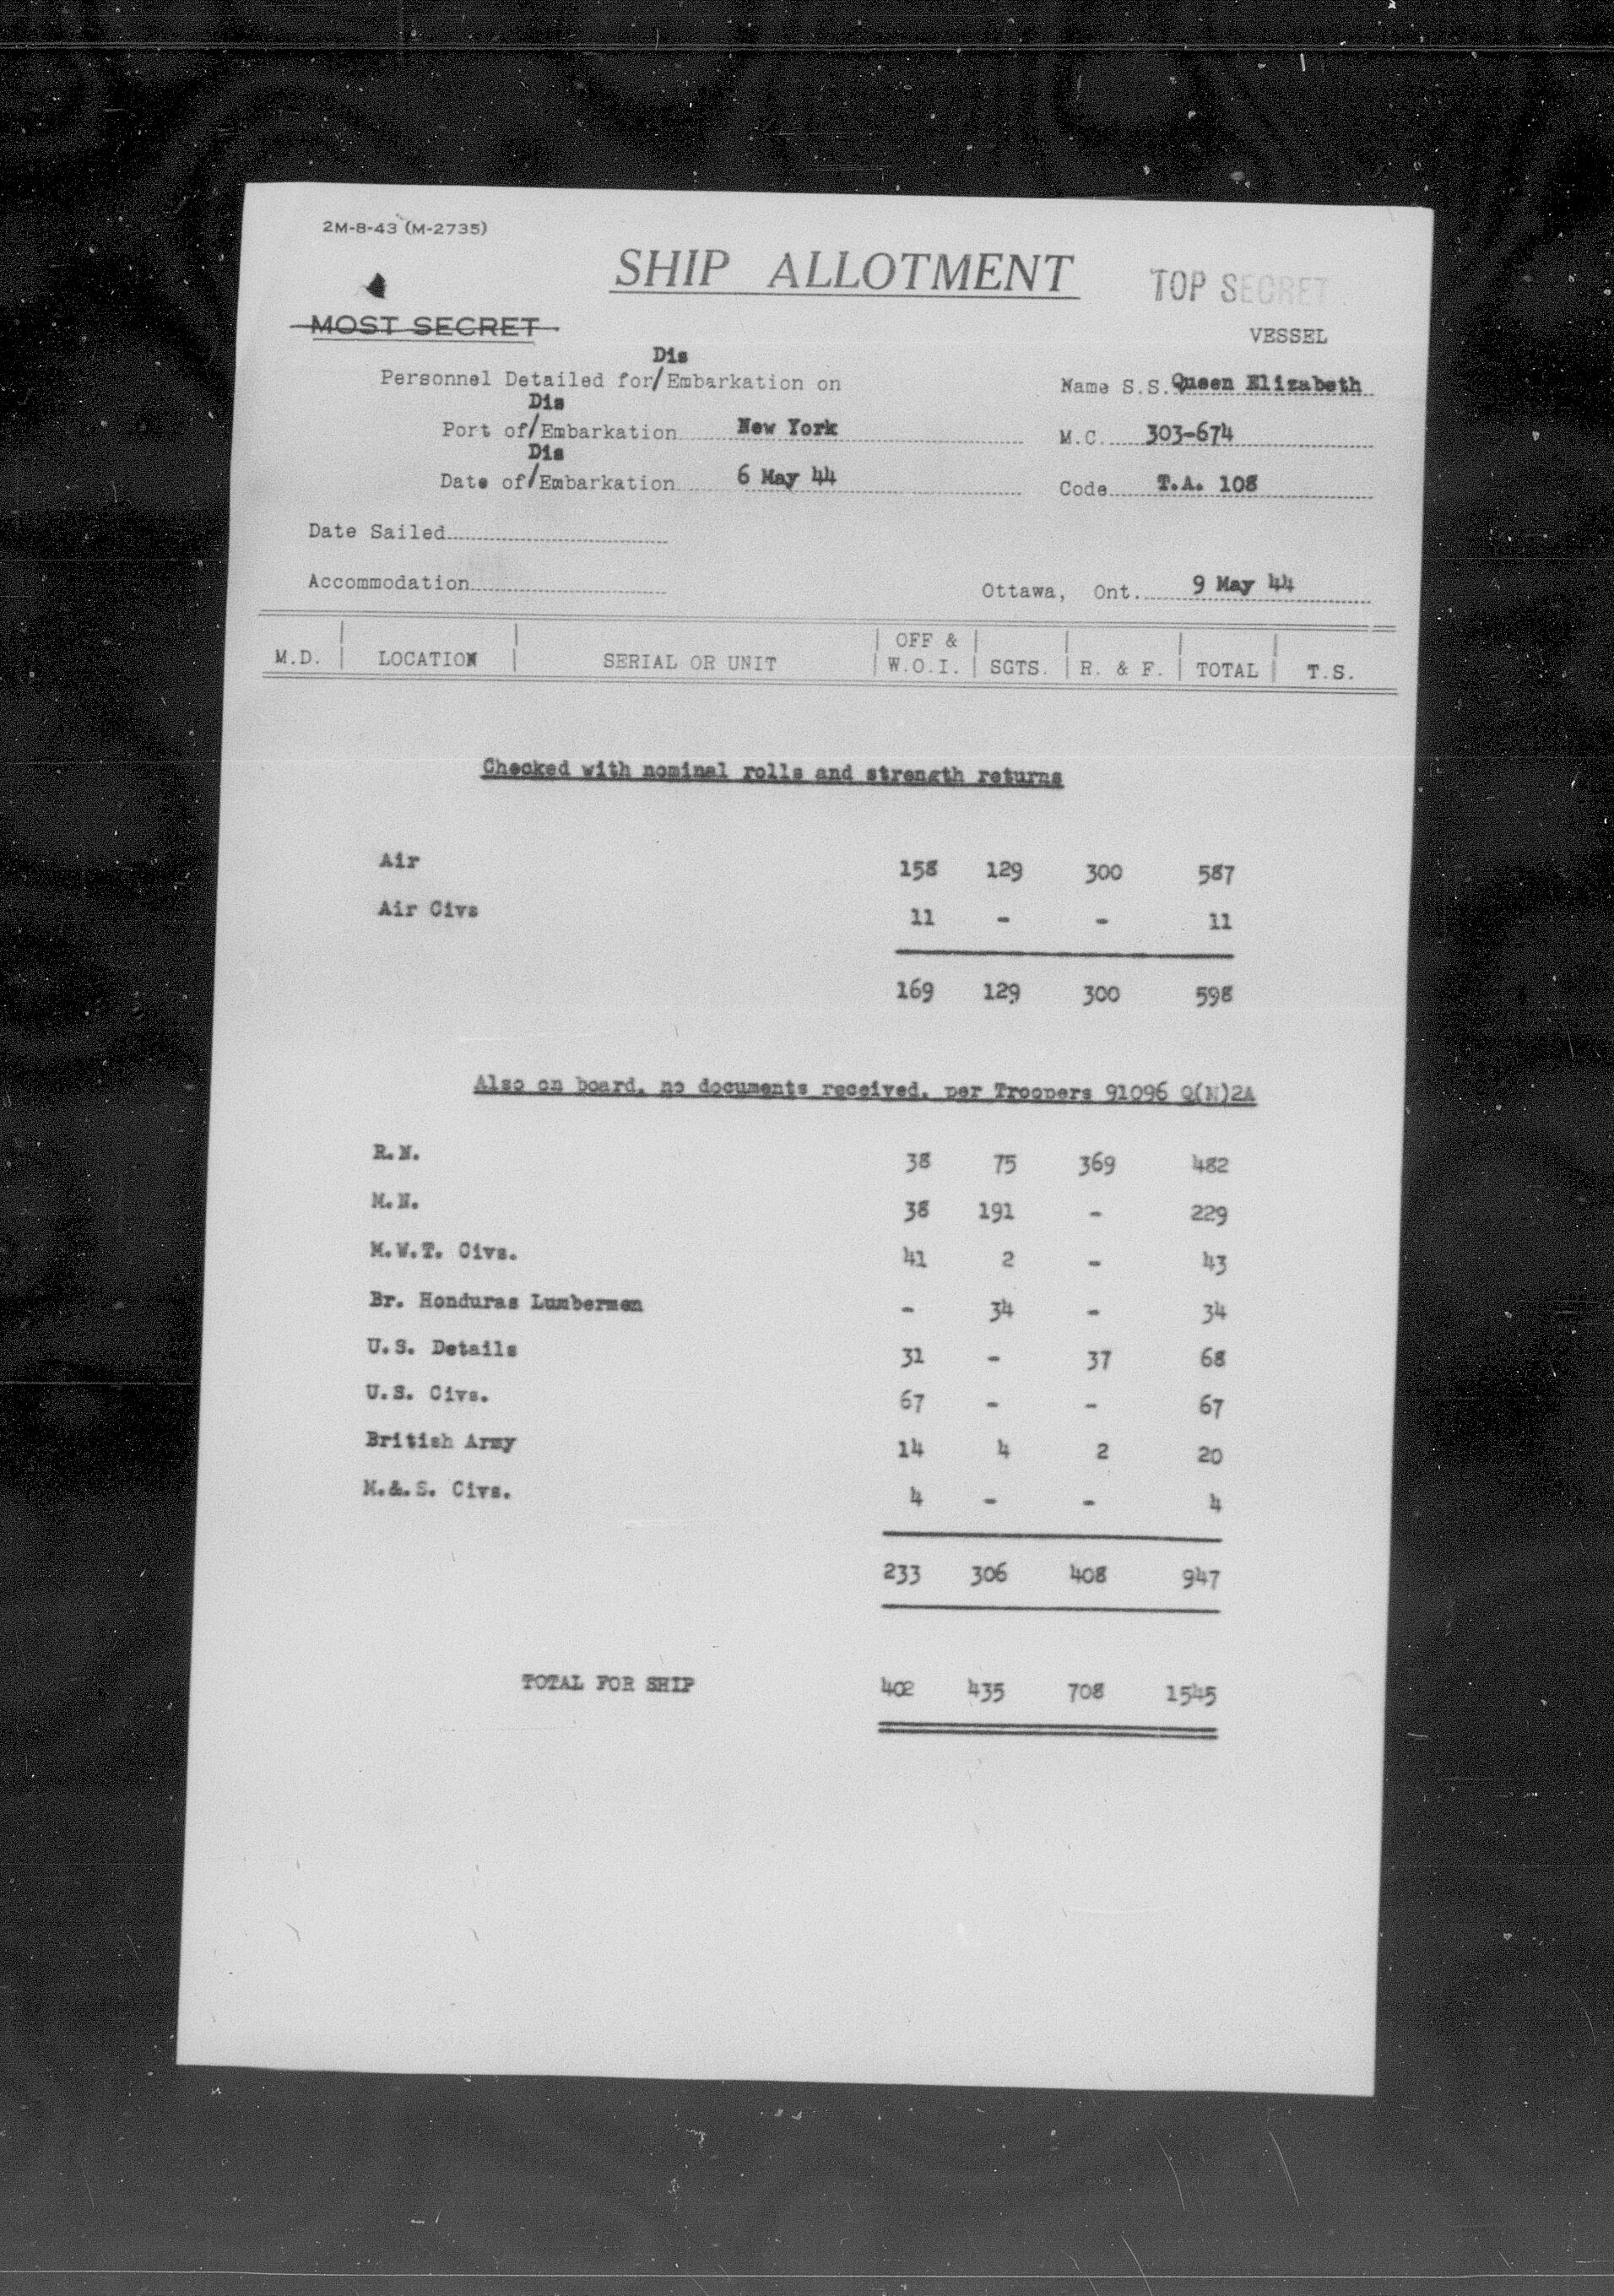 2M-8-43 (M-2735)
SHIP ALLOTMENT
TOP SECRET
MOST SECRET
VESSEL
Dis
Personnel Detailed for/Embarkation on
Name S.S. Queen Elizabeth
Dis
Port of/Embarkation New York
M.C. 303-674
Dis
Date of/Embarkation 6 May 44
Code T.A. 108
Date Sailed
Accommodation
Ottawa, Ont. 9 May 44
M.D. | LOCATION | SERIAL OR UNIT | OFF & W.O.I. | SGTS. | R. & F. | TOTAL | T.S.
Checked with nominal rolls and strength returns
Air 158 129 300 587
Air Civs 11 - - 11
169 129 300 598
Also on board, no documents received, per Troopers 91096 Q(M)2A
R.N. 38 75 369 482
M.N. 38 191 - 229
M.W.T. Civs. 41 2 - 43
Br. Honduras Lumbermen - 34 - 34
U.S. Details 31 - 37 68
U.S. Civs. 67 - - 67
British Army 14 4 2 20
M.&.S. Civs. 4 - - 4
233 306 408 947
TOTAL FOR SHIP 402 435 708 1545